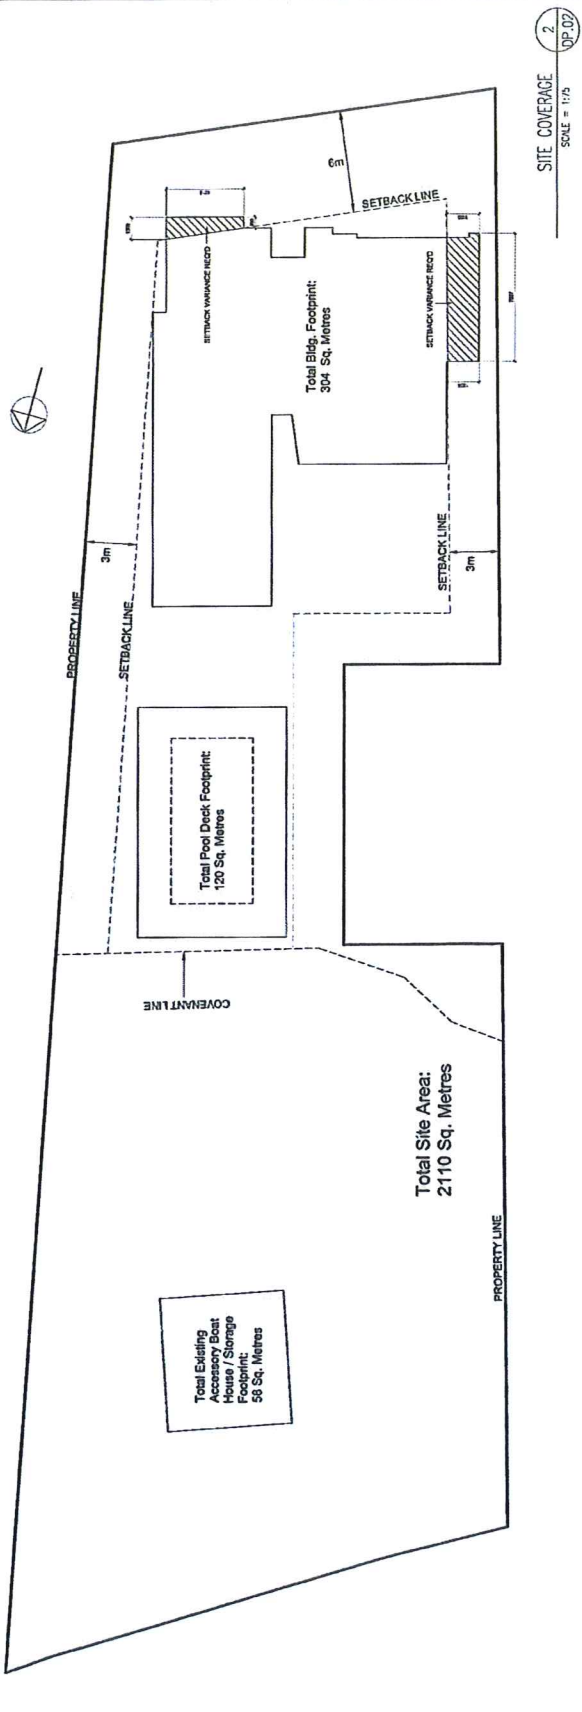 2
DP.02
SITE COVERAGE
SCALE = 1:75
6m
SETBACK LINE
SETBACK VARIANCE REQ'D
SETBACK VARIANCE REQ'D
Total Bldg. Footprint:
304 Sq. Metres
3m
PROPERTY LINE
SETBACK LINE
SETBACK LINE
3m
Total Pool Deck Footprint:
120 Sq. Metres
COVENANT LINE
Total Site Area:
2110 Sq. Metres
PROPERTY LINE
Total Existing
Accessory Boat
House / Storage
Footprint:
58 Sq. Metres